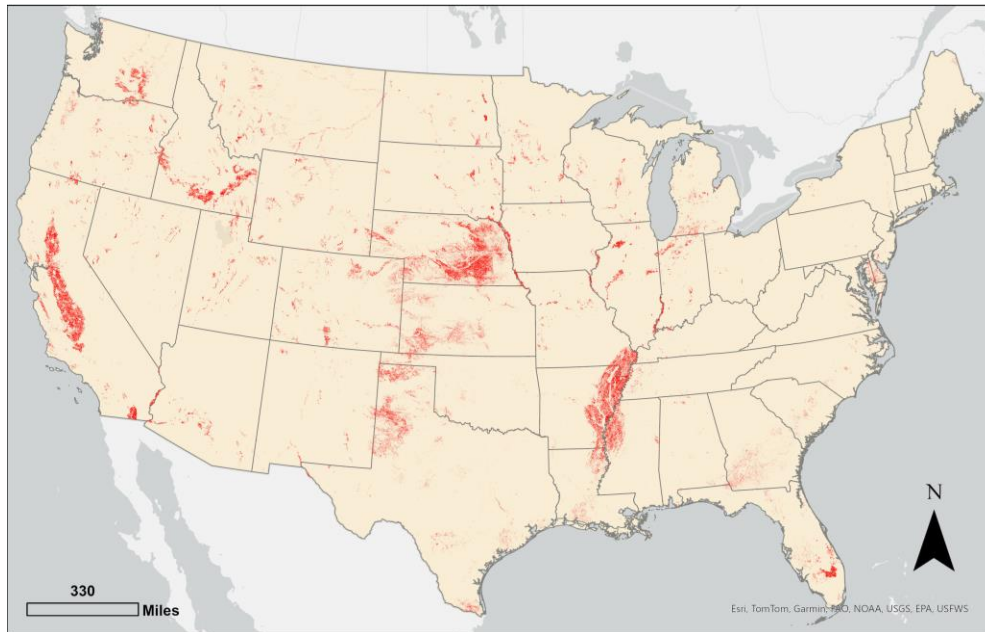 N
330
Miles
Esri, TomTom, Garmin, FAO, NOAA, USGS, EPA, USFWS